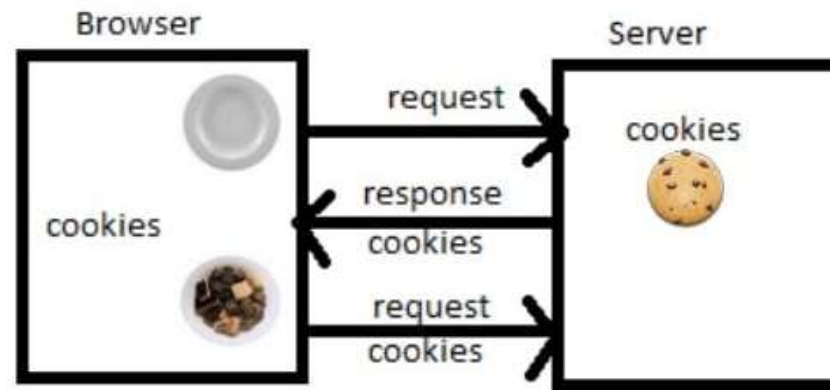 Browser
Server
request
cookies
response
cookies
cookies
request
cookies